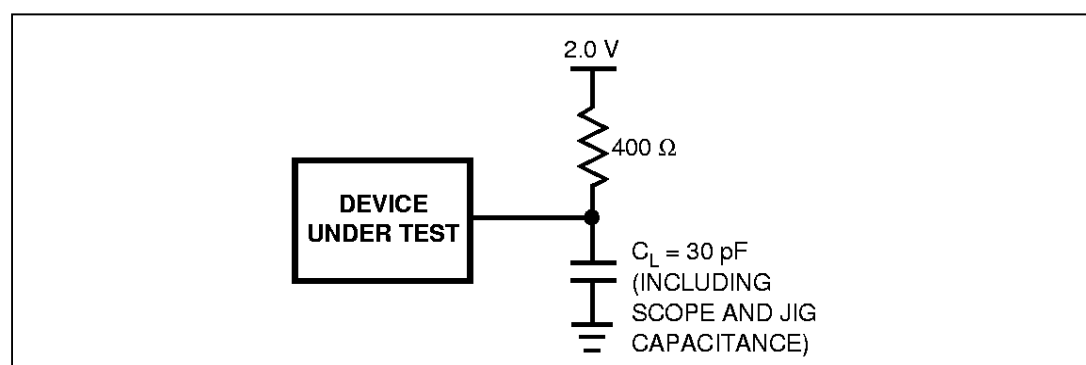 2.0 V
400 Ω
DEVICE
UNDER TEST
C_L = 30 pF
(INCLUDING
SCOPE AND JIG
CAPACITANCE)